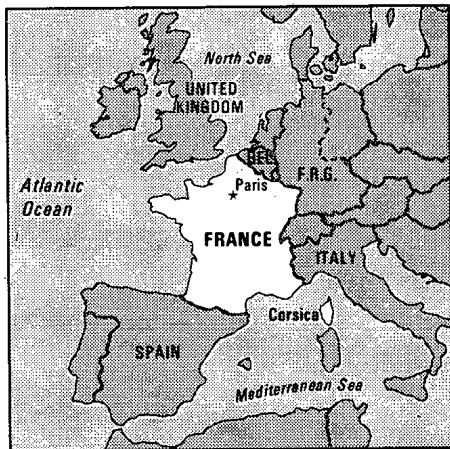 North Sea
UNITED
KINGDOM
BEL.
F.R.G.
Atlantic
Ocean
Paris
FRANCE
ITALY
Corsica
SPAIN
Mediterranean Sea